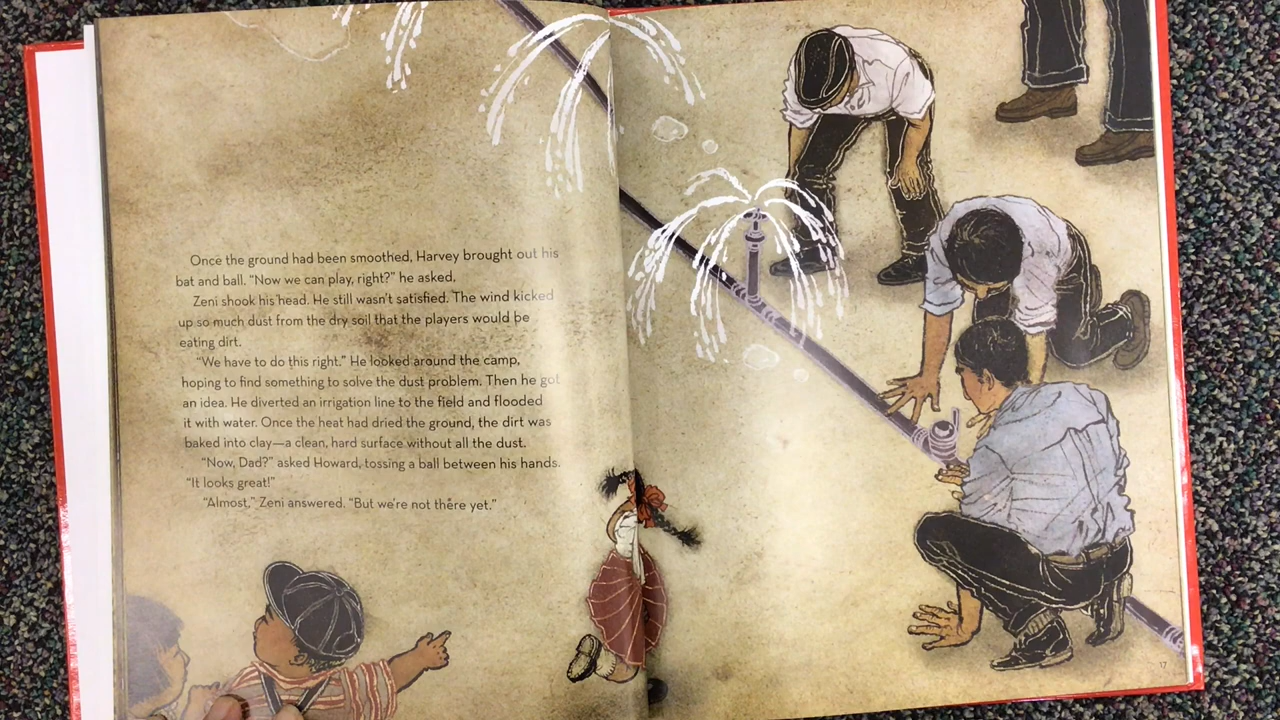 Once the ground had been smoothed, Harvey brought out his
bat and ball. "Now we can play, right?" he asked.
Zeni shook his head. He still wasn't satisfied. The wind kicked
up so much dust from the dry soil that the players would be
eating dirt.
"We have to do this right." He looked around the camp,
hoping to find something to solve the dust problem. Then he got
an idea. He diverted an irrigation line to the field and flooded
it with water. Once the heat had dried the ground, the dirt was
baked into clay—a clean, hard surface without all the dust.
"Now, Dad?" asked Howard, tossing a ball between his hands.
"It looks great!"
"Almost," Zeni answered. "But we're not there yet."
17